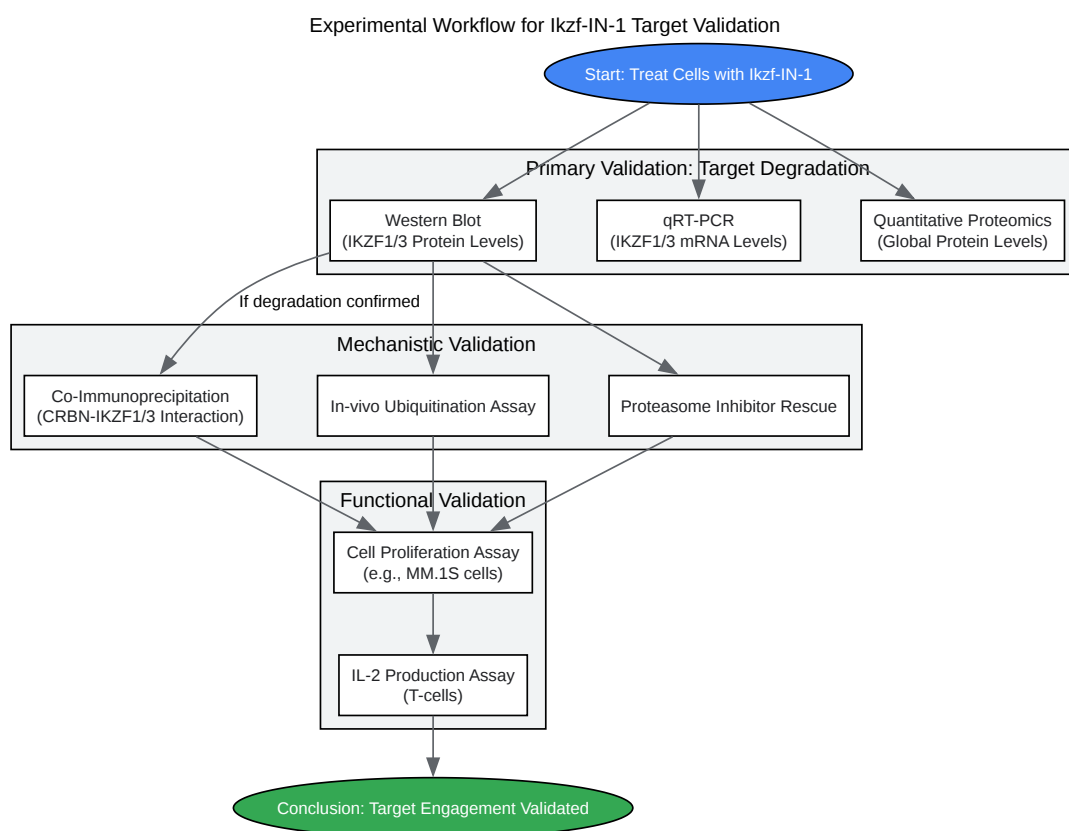 Experimental Workflow for Ikzf-IN-1 Target Validation
Start: Treat Cells with Ikzf-IN-1
Primary Validation: Target Degradation
Western Blot
(IKZF1/3 Protein Levels)
qRT-PCR
(IKZF1/3 mRNA Levels)
Quantitative Proteomics
(Global Protein Levels)
If degradation confirmed
Mechanistic Validation
Co-Immunoprecipitation
(CRBN-IKZF1/3 Interaction)
In-vivo Ubiquitination Assay
Proteasome Inhibitor Rescue
Functional Validation
Cell Proliferation Assay
(e.g., MM.1S cells)
IL-2 Production Assay
(T-cells)
Conclusion: Target Engagement Validated